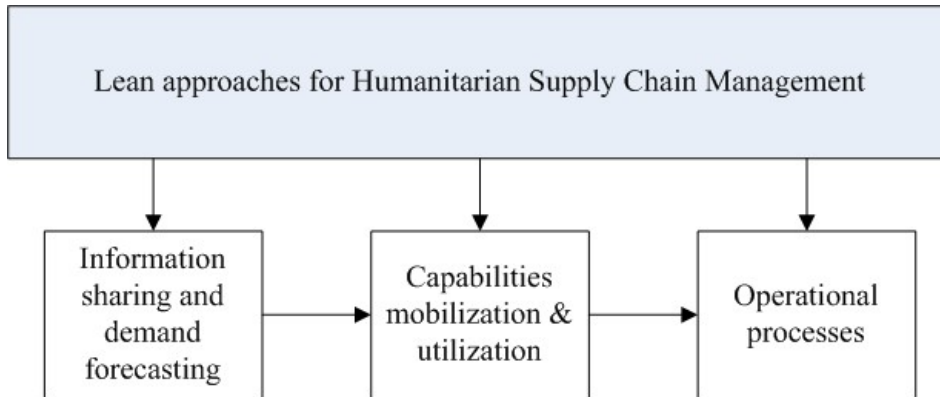 Lean approaches for Humanitarian Supply Chain Management
Information
sharing and
demand
forecasting
Capabilities
mobilization &
utilization
Operational
processes